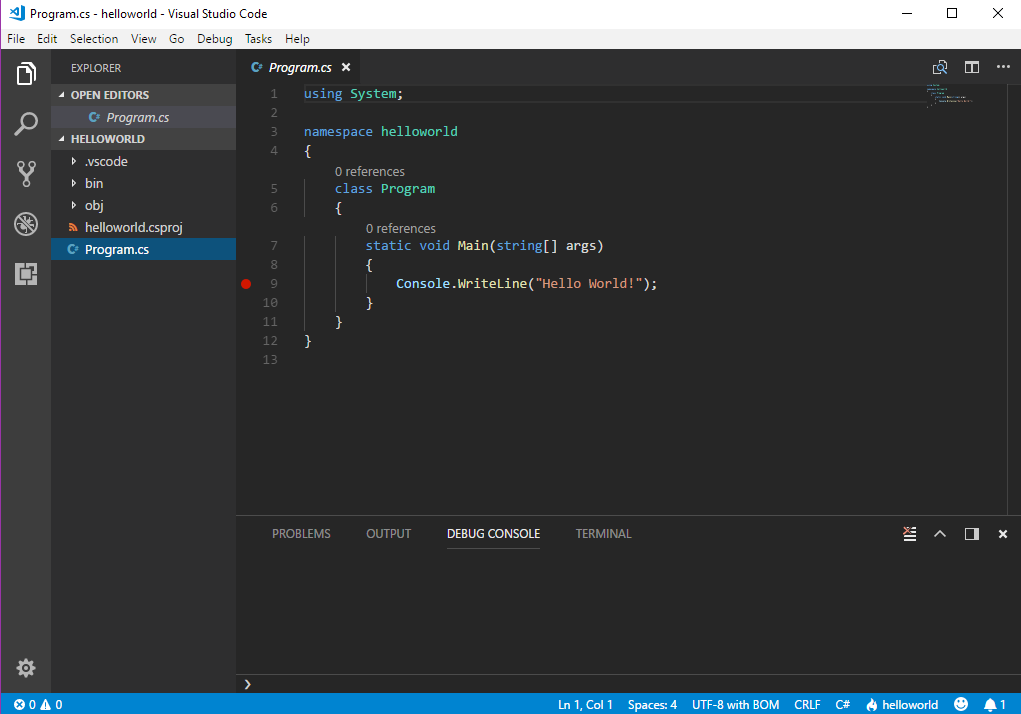 Program.cs - helloworld - Visual Studio Code
File Edit Selection View Go Debug Tasks Help
EXPLORER
OPEN EDITORS
C# Program.cs
HELLOWORLD
.vscode
bin
obj
helloworld.csproj
C# Program.cs
C# Program.cs
1 using System;
2
3 namespace helloworld
4 {
0 references
5 class Program
6 {
0 references
7 static void Main(string[] args)
8 {
9 Console.WriteLine("Hello World!");
10 }
11 }
12 }
13
PROBLEMS OUTPUT DEBUG CONSOLE TERMINAL
0 0 Ln 1, Col 1 Spaces: 4 UTF-8 with BOM CRLF C# helloworld 1